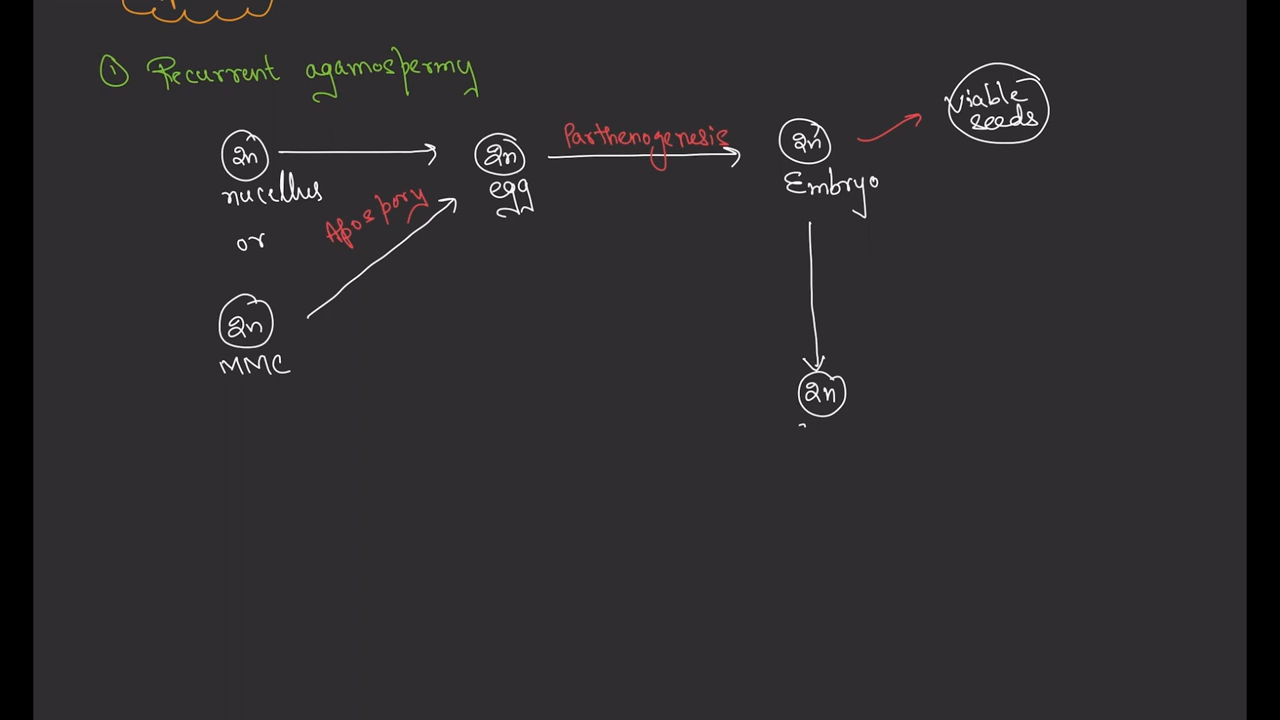 ① Recurrent agamospermy
2n
nucellus
or
2n
MMC
Apospory
2n
egg
Parthenogenesis
2n
Embryo
viable
seeds
2n